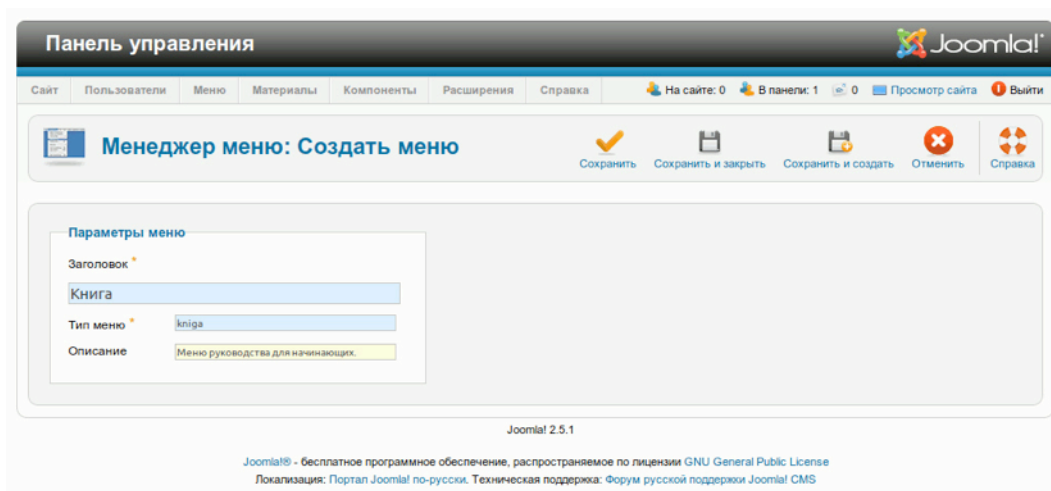 Панель управления Joomla!
Сайт Пользователи Меню Материалы Компоненты Расширения Справка На сайте: 0 В панели: 1 0 Просмотр сайта Выйти
Менеджер меню: Создать меню
Сохранить Сохранить и закрыть Сохранить и создать Отменить Справка
Параметры меню
Заголовок *
Книга
Тип меню * kniga
Описание Меню руководства для начинающих.
Joomla! 2.5.1
Joomla!® - бесплатное программное обеспечение, распространяемое по лицензии GNU General Public License
Локализация: Портал Joomla! по-русски. Техническая поддержка: Форум русской поддержки Joomla! CMS